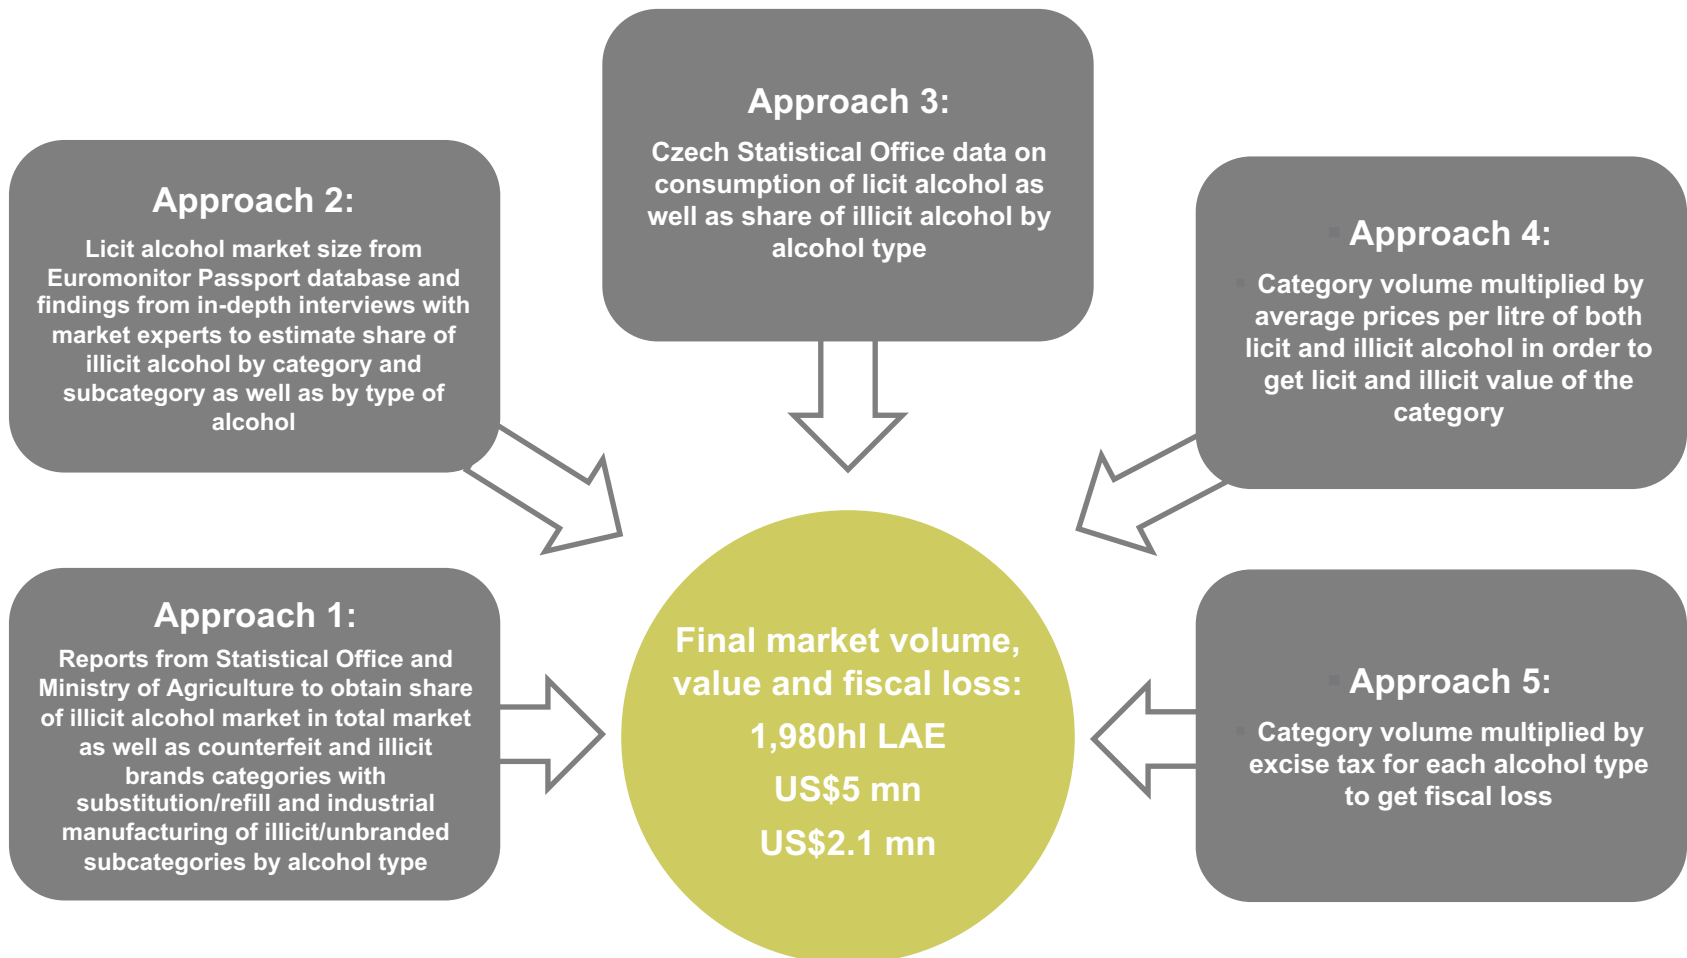 Approach 3:
Czech Statistical Office data on
consumption of licit alcohol as
well as share of illicit alcohol by
alcohol type
Approach 2:
Licit alcohol market size from
Euromonitor Passport database and
findings from in-depth interviews with
market experts to estimate share of
illicit alcohol by category and
subcategory as well as by type of
alcohol
Approach 4:
Category volume multiplied by
average prices per litre of both
licit and illicit alcohol in order to
get licit and illicit value of the
category
Approach 1:
Reports from Statistical Office and
Ministry of Agriculture to obtain share
of illicit alcohol market in total market
as well as counterfeit and illicit
brands categories with
substitution/refill and industrial
manufacturing of illicit/unbranded
subcategories by alcohol type
Final market volume,
value and fiscal loss:
1,980hl LAE
US$5 mn
US$2.1 mn
Approach 5:
Category volume multiplied by
excise tax for each alcohol type
to get fiscal loss